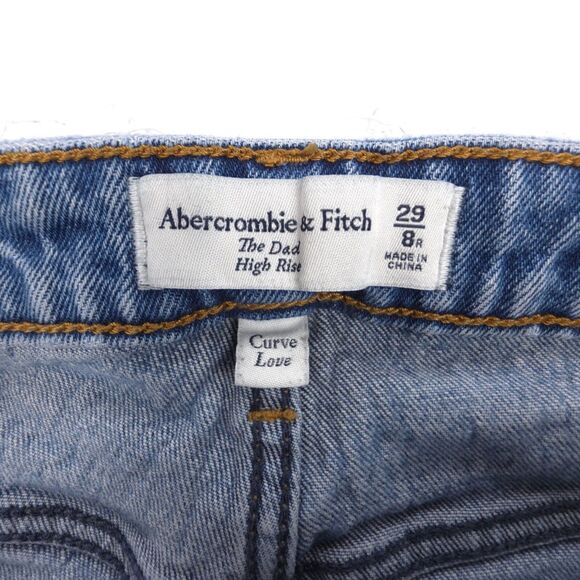 Abercrombie & Fitch
The Dad
High Rise
29
8R
MADE IN
CHINA
Curve
Love